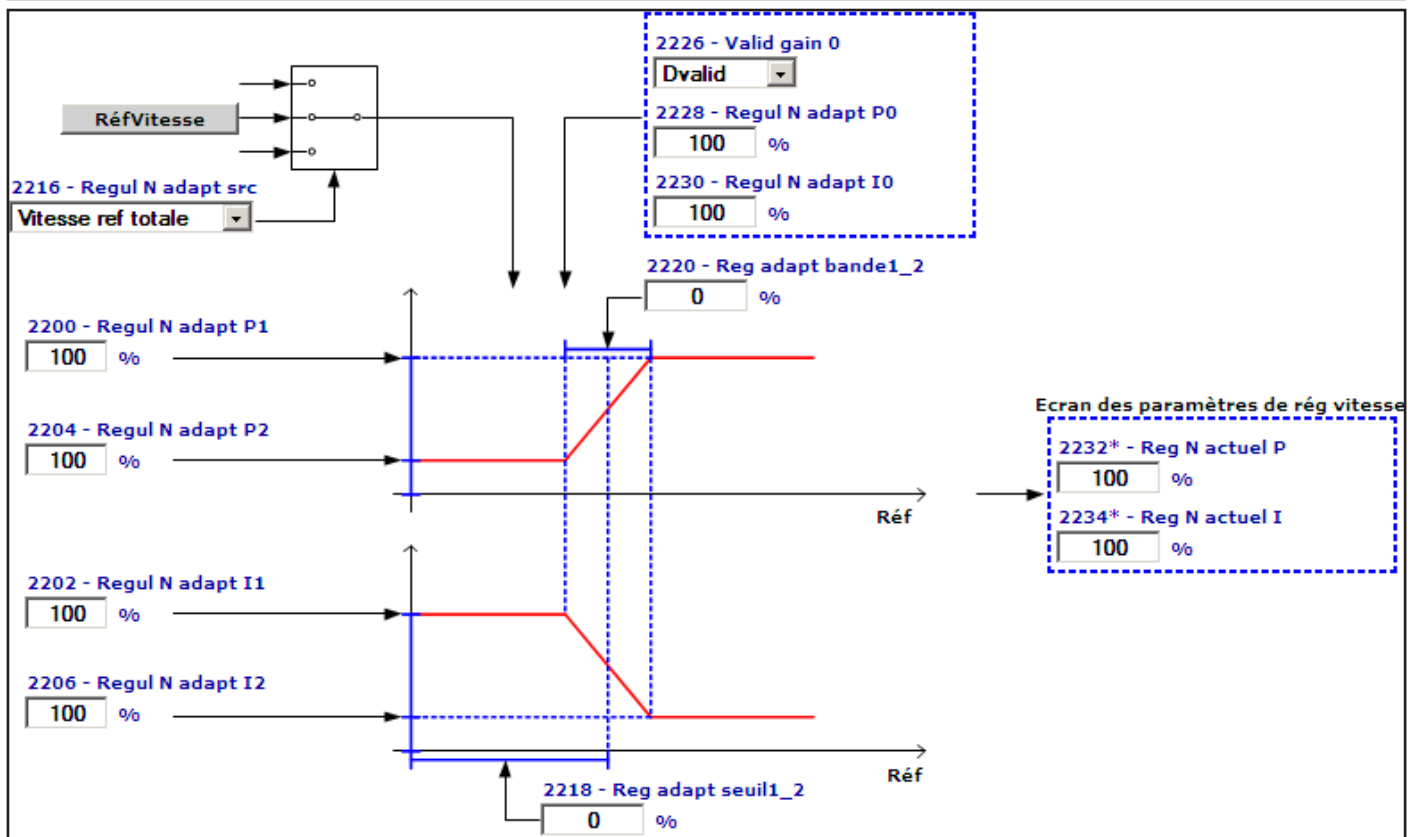 2226 - Valid gain 0
Dvalid
RéfVitesse
2228 - Regul N adapt P0
100 %
2216 - Regul N adapt src
Vitesse ref totale
2230 - Regul N adapt I0
100 %
2220 - Reg adapt bande1_2
0 %
2200 - Regul N adapt P1
100 %
2204 - Regul N adapt P2
100 %
Réf
Ecran des paramètres de rég vitesse
2232* - Reg N actuel P
100 %
2234* - Reg N actuel I
100 %
2202 - Regul N adapt I1
100 %
2206 - Regul N adapt I2
100 %
Réf
2218 - Reg adapt seuil1_2
0 %